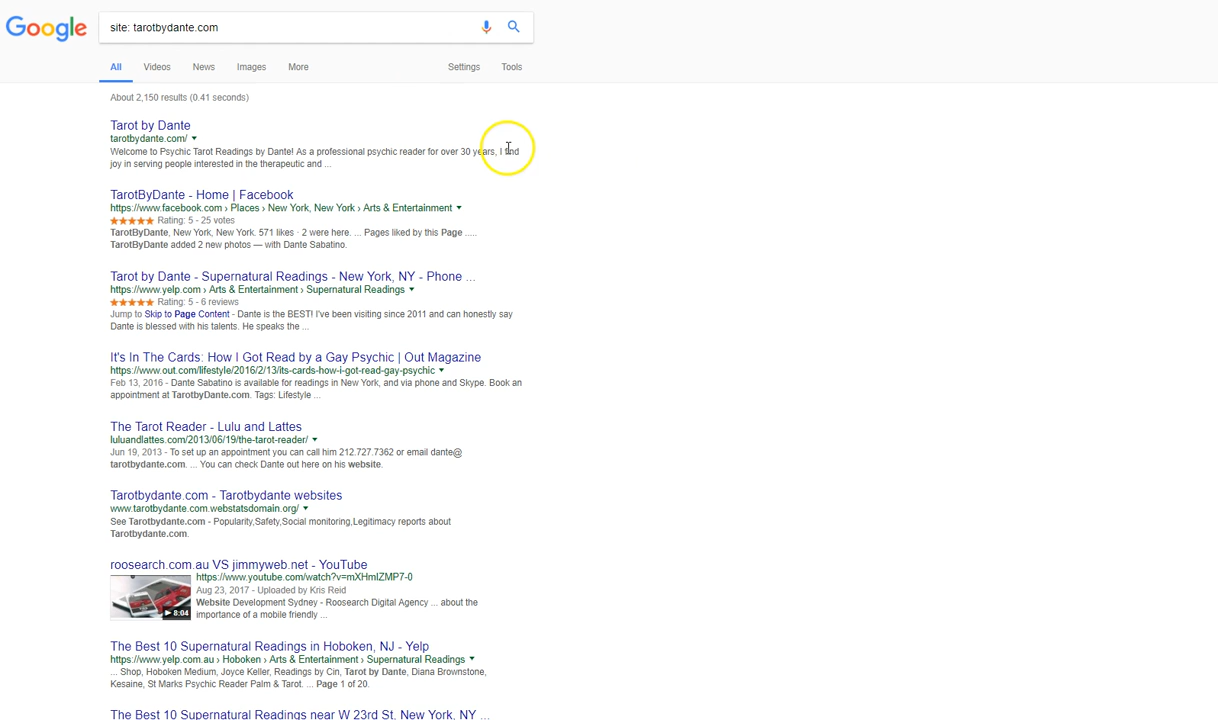 Google
site: tarotbydante.com
All Videos News Images More Settings Tools
About 2,150 results (0.41 seconds)
Tarot by Dante
tarotbydante.com/
Welcome to Psychic Tarot Readings by Dante! As a professional psychic reader for over 30 years, I find
joy in serving people interested in the therapeutic and ...
TarotByDante - Home | Facebook
https://www.facebook.com › Places › New York, New York › Arts & Entertainment
Rating: 5 - 25 votes
TarotByDante, New York, New York. 571 likes · 2 were here. ... Pages liked by this Page .....
TarotByDante added 2 new photos — with Dante Sabatino.
Tarot by Dante - Supernatural Readings - New York, NY - Phone ...
https://www.yelp.com › Arts & Entertainment › Supernatural Readings
Rating: 5 - 6 reviews
Jump to Skip to Page Content - Dante is the BEST! I've been visiting since 2011 and can honestly say
Dante is blessed with his talents. He speaks the ...
It's In The Cards: How I Got Read by a Gay Psychic | Out Magazine
https://www.out.com/lifestyle/2016/2/13/its-cards-how-i-got-read-gay-psychic
Feb 13, 2016 - Dante Sabatino is available for readings in New York, and via phone and Skype. Book an
appointment at TarotbyDante.com. Tags: Lifestyle ...
The Tarot Reader - Lulu and Lattes
luluandlattes.com/2013/06/19/the-tarot-reader/
Jun 19, 2013 - To set up an appointment you can call him 212.727.7362 or email dante@
tarotbydante.com. ... You can check Dante out here on his website.
Tarotbydante.com - Tarotbydante websites
www.tarotbydante.com.webstatsdomain.org/
See Tarotbydante.com - Popularity,Safety,Social monitoring,Legitimacy reports about
Tarotbydante.com.
roosearch.com.au VS jimmyweb.net - YouTube
https://www.youtube.com/watch?v=mXHmIZMP7-0
Aug 23, 2017 - Uploaded by Kris Reid
Website Development Sydney - Roosearch Digital Agency ... about the
importance of a mobile friendly ...
8:04
The Best 10 Supernatural Readings in Hoboken, NJ - Yelp
https://www.yelp.com.au › Hoboken › Arts & Entertainment › Supernatural Readings
... Shop, Hoboken Medium, Joyce Keller, Readings by Cin, Tarot by Dante, Diana Brownstone,
Kesaine, St Marks Psychic Reader Palm & Tarot. ... Page 1 of 20.
The Best 10 Supernatural Readings near W 23rd St, New York, NY ...